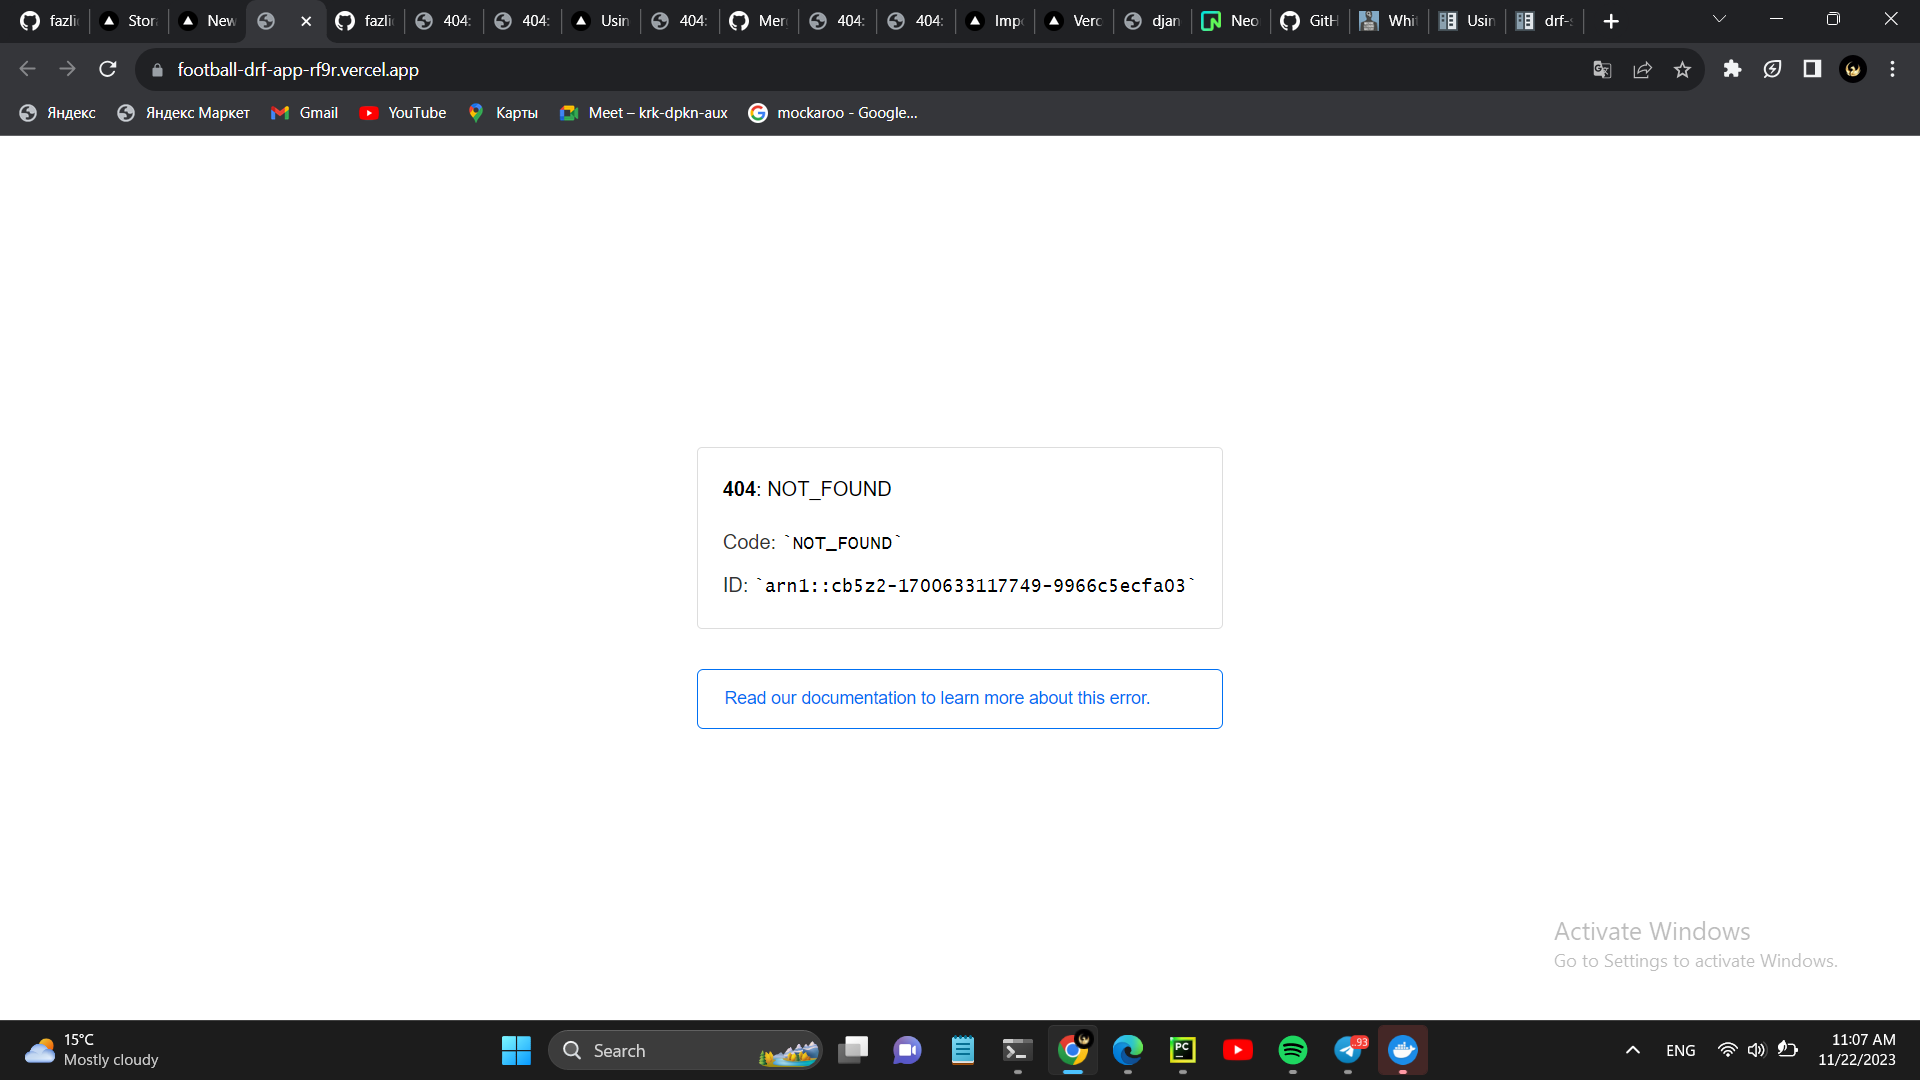 fazli
Stor
New
fazli
404:
404:
Usin
404:
Mer
404:
404:
Impo
Verc
djan
Neo
GitH
Whit
Usin
drf-s
football-drf-app-rf9r.vercel.app
Яндекс
Яндекс Маркет
Gmail
YouTube
Карты
Meet – krk-dpkn-aux
mockaroo - Google...
404: NOT_FOUND
Code: `NOT_FOUND`
ID: `arn1::cb5z2-1700633117749-9966c5ecfa03`
Read our documentation to learn more about this error.
Activate Windows
Go to Settings to activate Windows.
15°C
Mostly cloudy
Search
PC
93
ENG
11:07 AM
11/22/2023